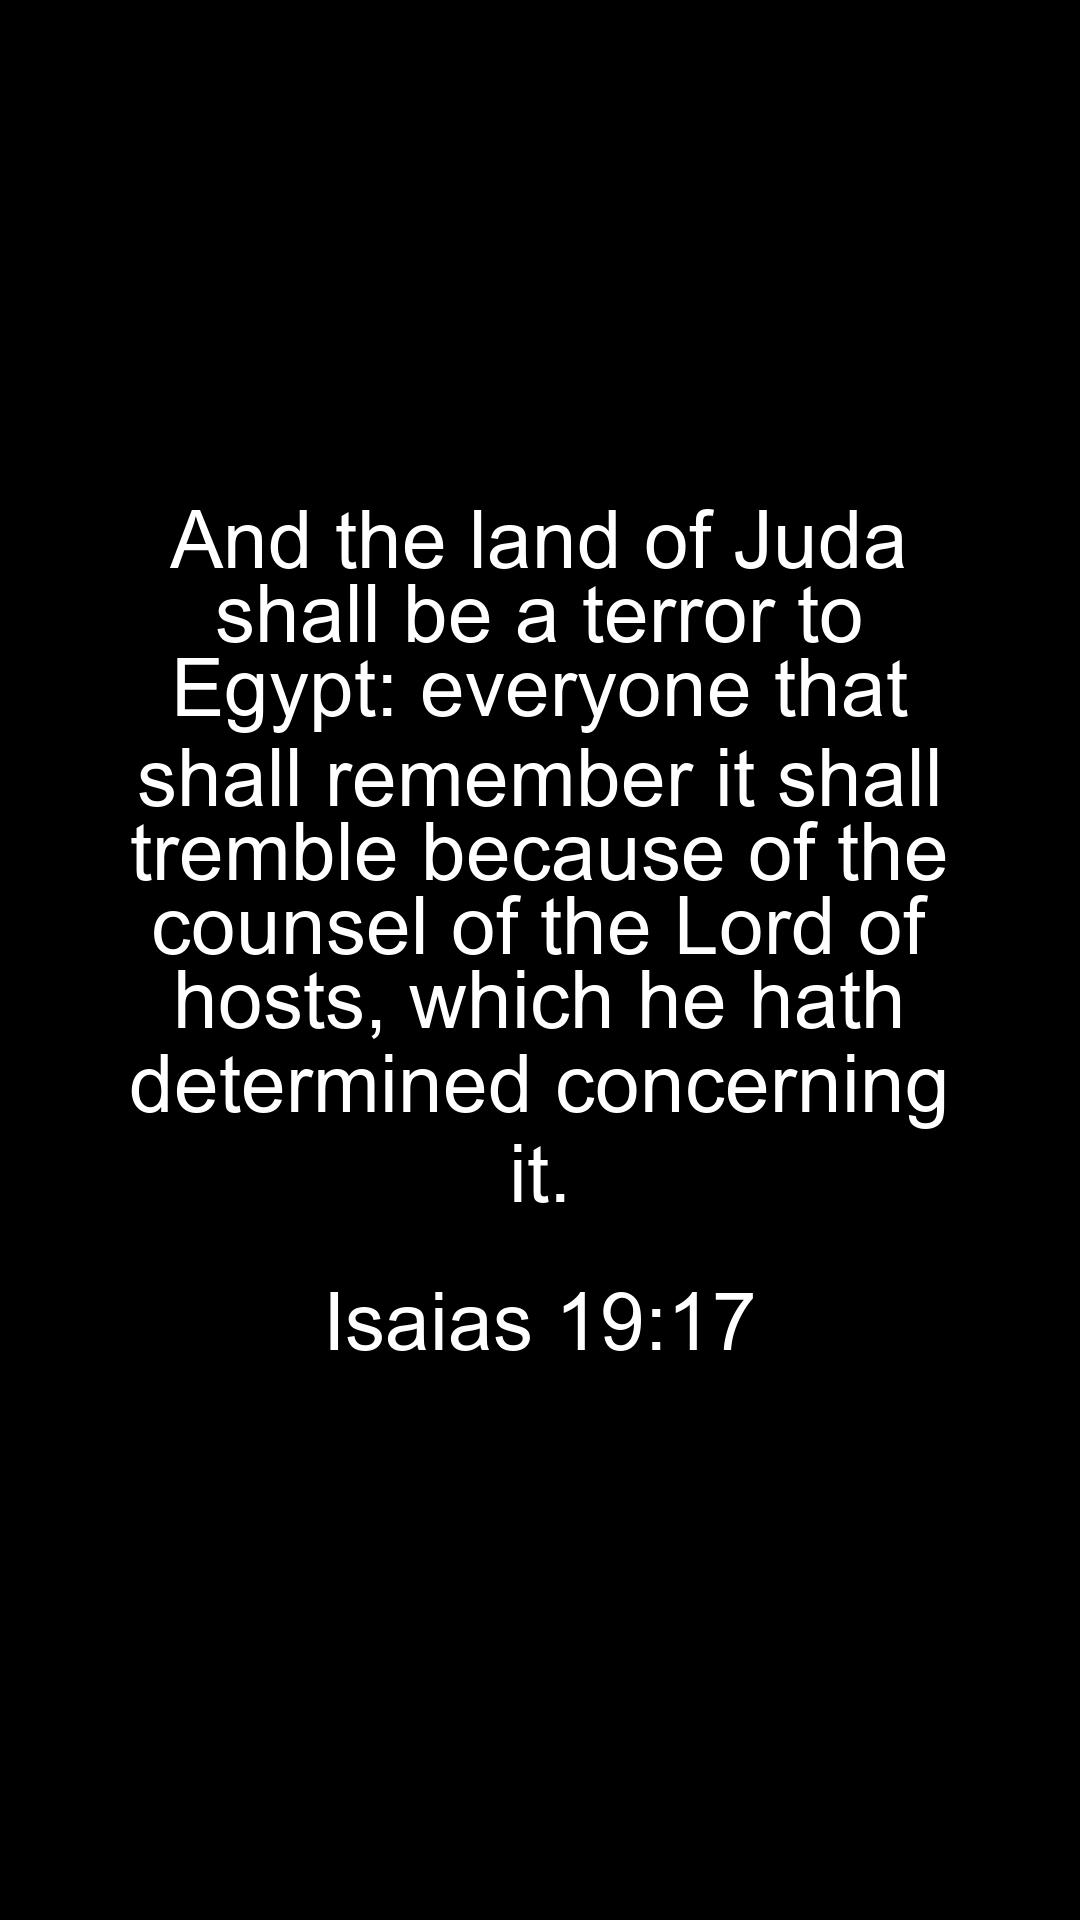 And the land of Juda
shall be a terror to
Egypt: everyone that
shall remember it shall
tremble because of the
counsel of the Lord of
hosts, which he hath
determined concerning
it.
Isaias 19:17